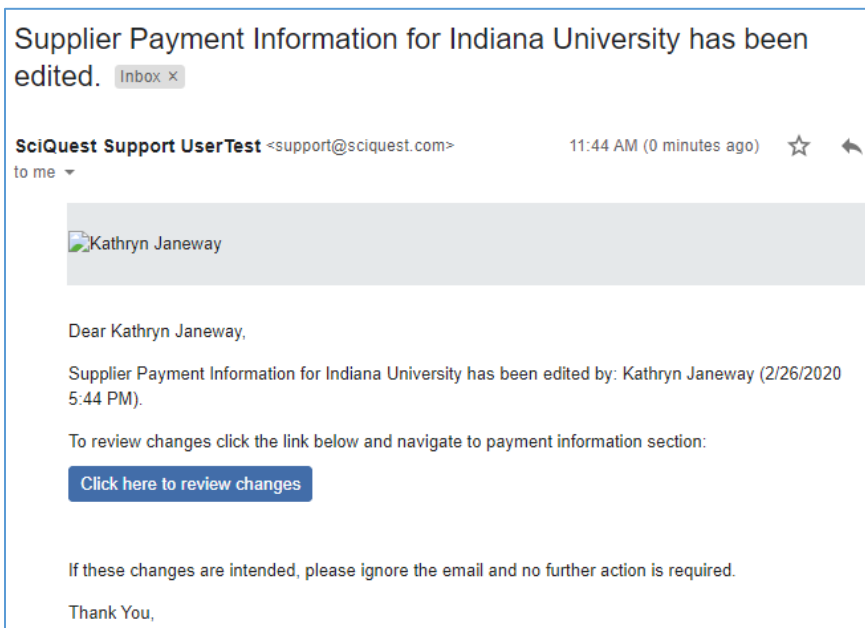 Supplier Payment Information for Indiana University has been
edited. Inbox ×
SciQuest Support UserTest <support@sciquest.com> 11:44 AM (0 minutes ago)
to me
Kathryn Janeway
Dear Kathryn Janeway,
Supplier Payment Information for Indiana University has been edited by: Kathryn Janeway (2/26/2020
5:44 PM).
To review changes click the link below and navigate to payment information section:
Click here to review changes
If these changes are intended, please ignore the email and no further action is required.
Thank You,